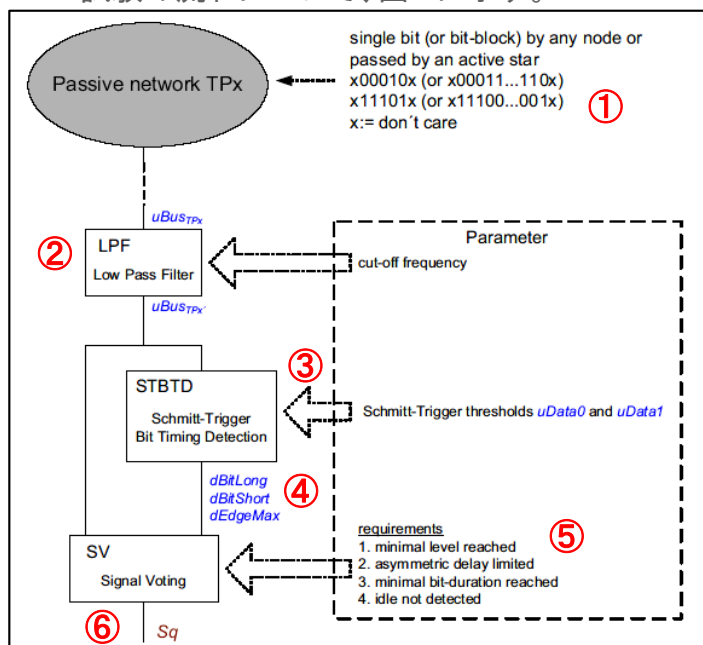 Passive network TPx
single bit (or bit-block) by any node or
passed by an active star
x00010x (or x00011...110x)
x11101x (or x11100...001x)
x:= don´t care
①
uBusTPx
②
LPF
Low Pass Filter
Parameter
cut-off frequency
uBusTPx´
③
STBTD
Schmitt-Trigger
Bit Timing Detection
Schmitt-Trigger thresholds uData0 and uData1
dBitLong
dBitShort
dEdgeMax
④
requirements
1. minimal level reached
2. asymmetric delay limited
3. minimal bit-duration reached
4. idle not detected
⑤
SV
Signal Voting
⑥
Sq